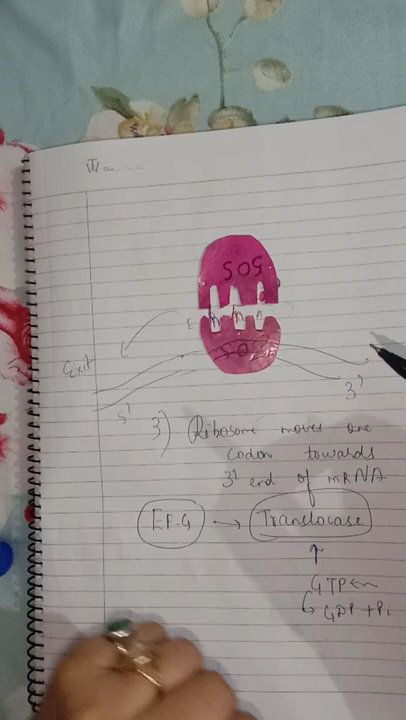 50S
E
Exit
5'
3'
3) Ribosome moves one
codon towards
3' end of mRNA
EF-G → Translocase
↑
GTP
↳ GDP + Pi